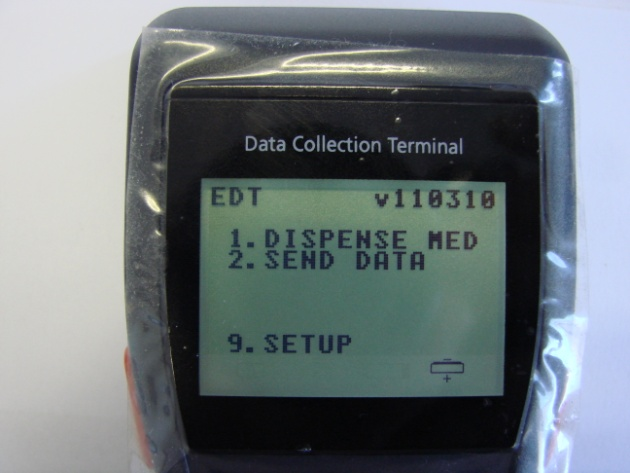 Data Collection Terminal
EDT v110310
1. DISPENSE MED
2. SEND DATA
9. SETUP